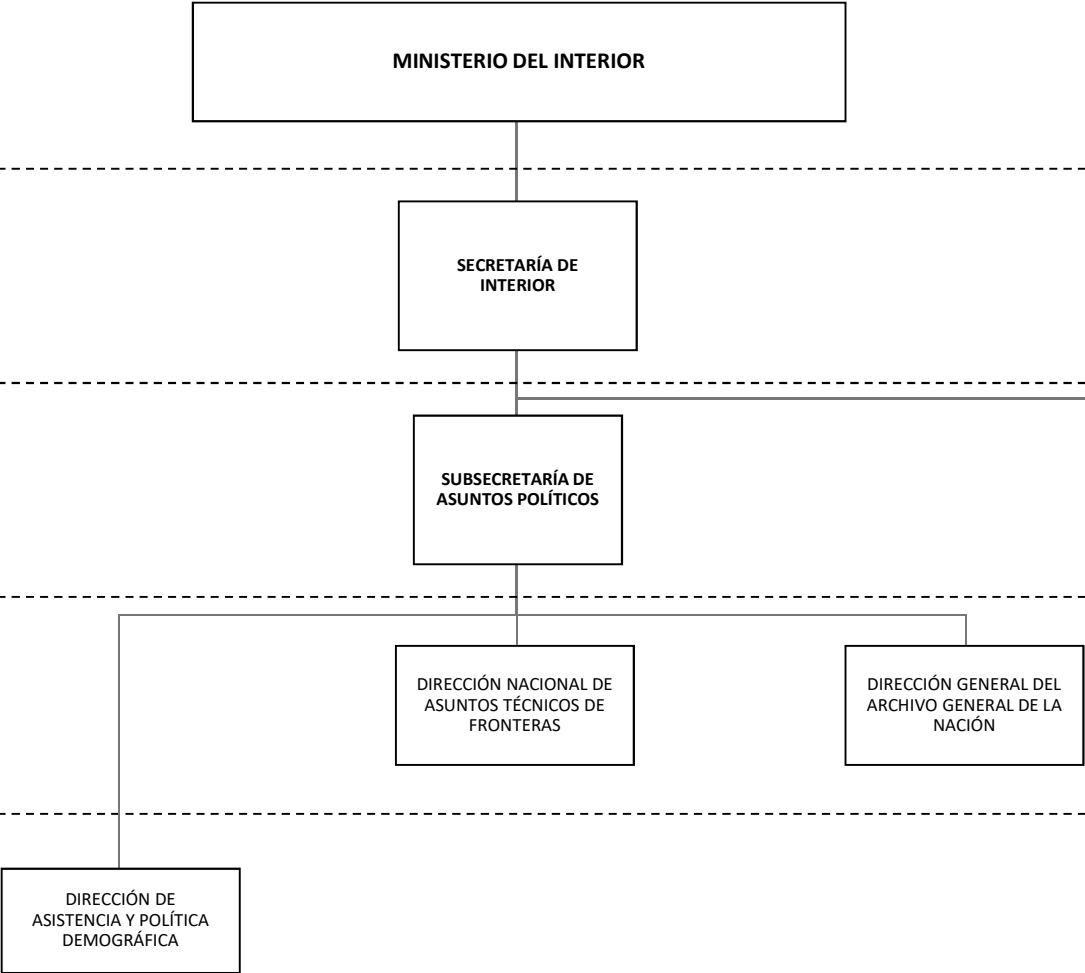 MINISTERIO DEL INTERIOR
SECRETARÍA DE
INTERIOR
SUBSECRETARÍA DE
ASUNTOS POLÍTICOS
DIRECCIÓN NACIONAL DE
ASUNTOS TÉCNICOS DE
FRONTERAS
DIRECCIÓN GENERAL DEL
ARCHIVO GENERAL DE LA
NACIÓN
DIRECCIÓN DE
ASISTENCIA Y POLÍTICA
DEMOGRÁFICA